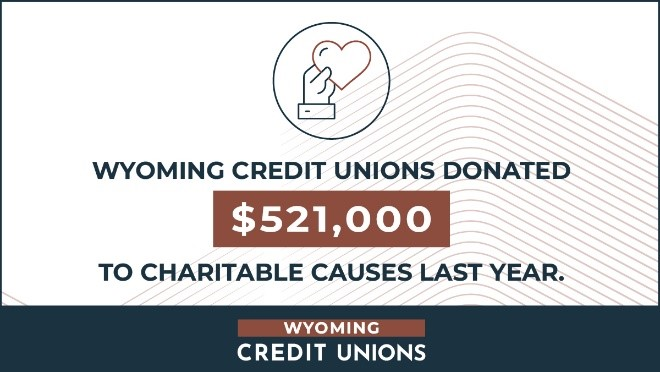 WYOMING CREDIT UNIONS DONATED
$521,000
TO CHARITABLE CAUSES LAST YEAR.
WYOMING
CREDIT UNIONS